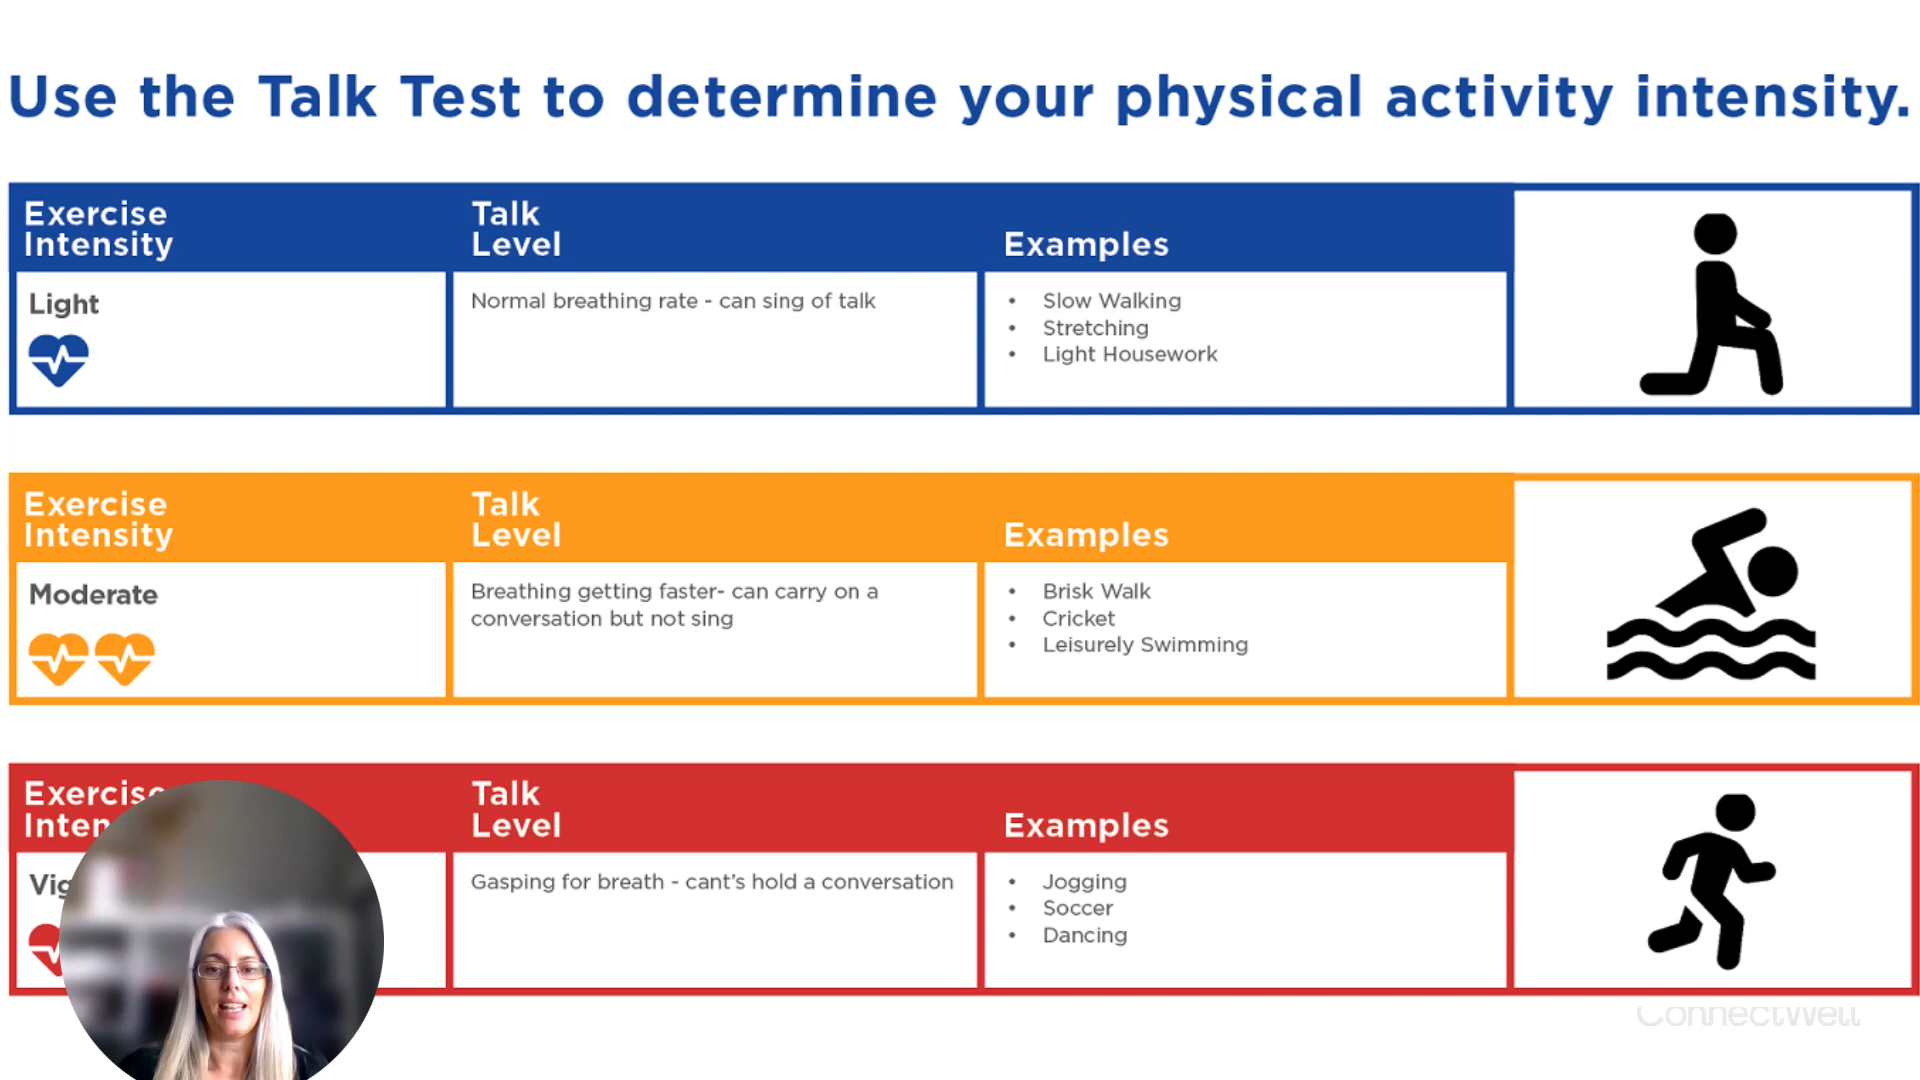 Use the Talk Test to determine your physical activity intensity.
Exercise
Intensity
Talk
Level
Examples
Light
Normal breathing rate - can sing of talk
• Slow Walking
• Stretching
• Light Housework
Exercise
Intensity
Talk
Level
Examples
Moderate
Breathing getting faster- can carry on a
conversation but not sing
• Brisk Walk
• Cricket
• Leisurely Swimming
Exercise
Talk
Level
Examples
Gasping for breath - cant's hold a conversation
• Jogging
• Soccer
• Dancing
ConnectWell